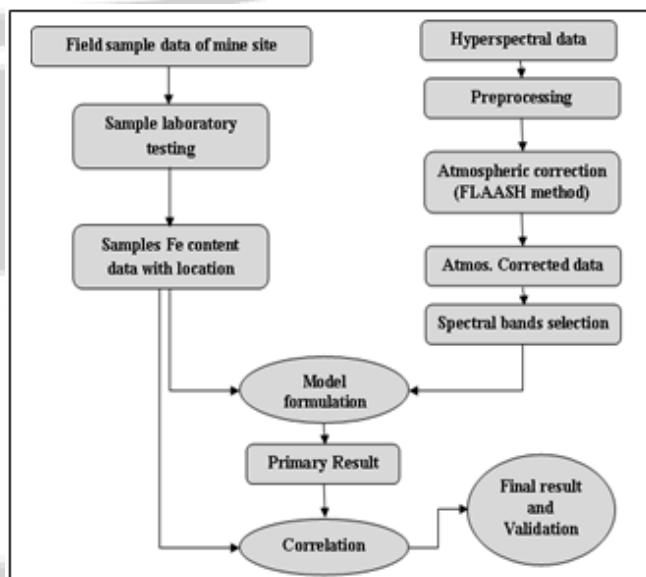 Field sample data of mine site
Sample laboratory
testing
Samples Fe content
data with location
Hyperspectral data
Preprocessing
Atmospheric correction
(FLAASH method)
Atmos. Corrected data
Spectral bands selection
Model
formulation
Primary Result
Correlation
Final result
and
Validation